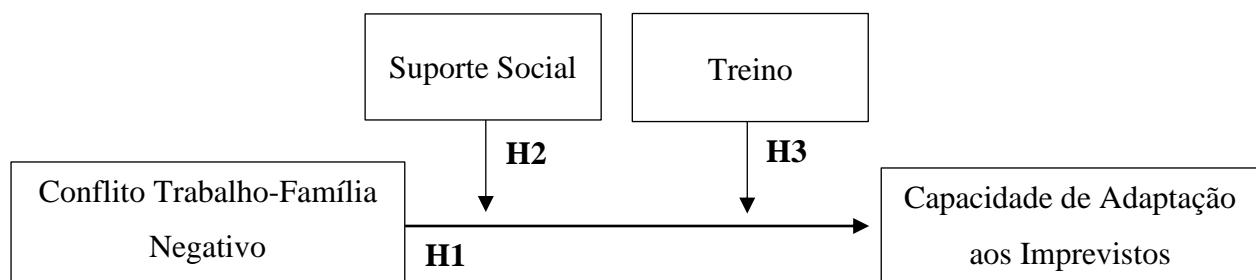 Suporte Social
Treino
H2
H3
Conflito Trabalho-Família
Negativo
H1
Capacidade de Adaptação
aos Imprevistos